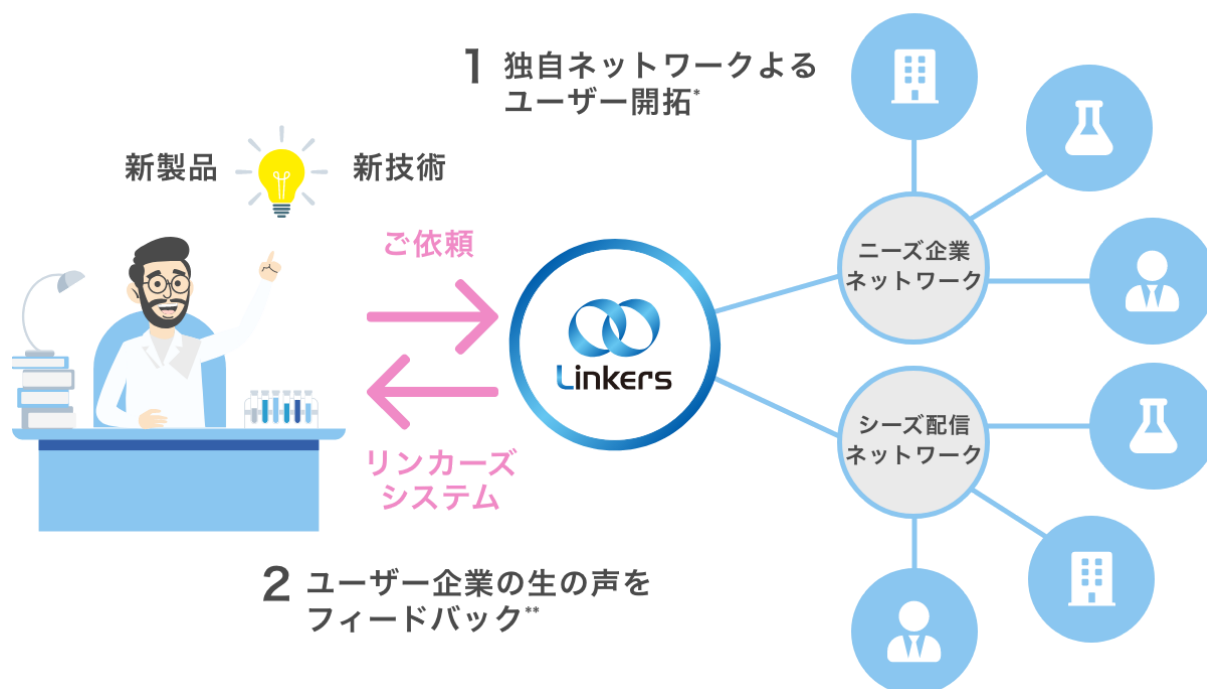 1 独自ネットワークよる
ユーザー開拓*
新製品 新技術
ご依頼
Linkers
リンカーズ
システム
ニーズ企業
ネットワーク
シーズ配信
ネットワーク
2 ユーザー企業の生の声を
フィードバック**